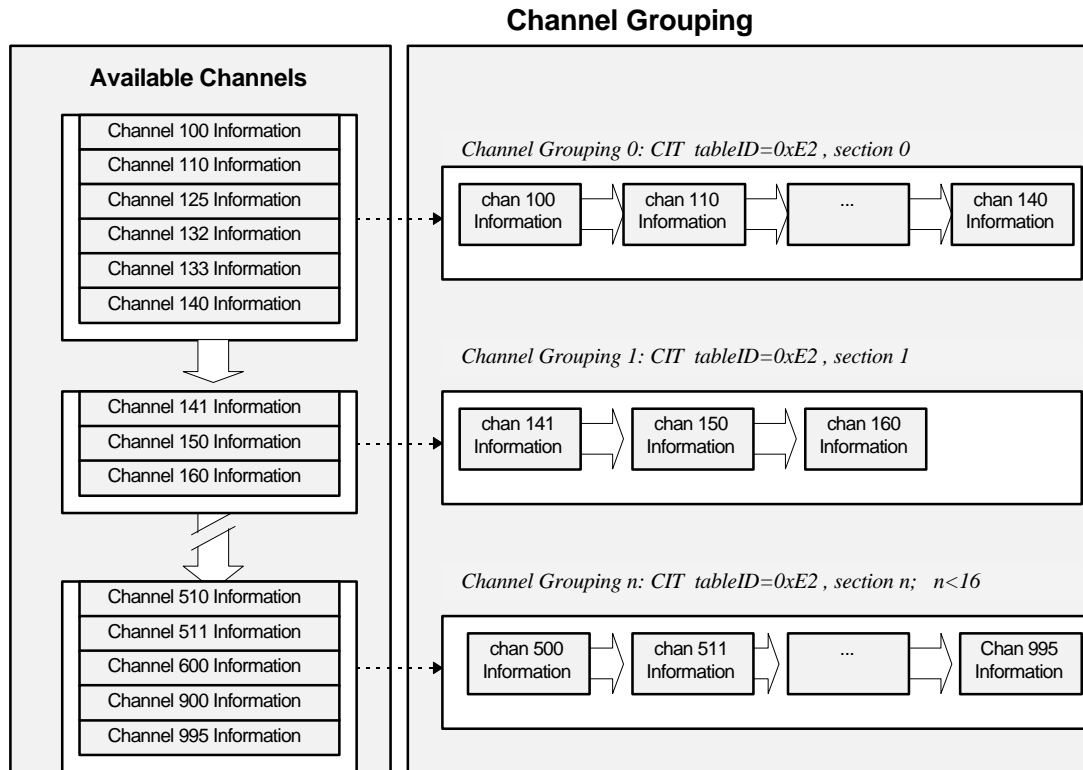 Channel Grouping
Available Channels
Channel 100 Information
Channel 110 Information
Channel 125 Information
Channel 132 Information
Channel 133 Information
Channel 140 Information
Channel 141 Information
Channel 150 Information
Channel 160 Information
Channel 510 Information
Channel 511 Information
Channel 600 Information
Channel 900 Information
Channel 995 Information
Channel Grouping 0: CIT tableID=0xE2 , section 0
chan 100
Information
chan 110
Information
...
chan 140
Information
Channel Grouping 1: CIT tableID=0xE2 , section 1
chan 141
Information
chan 150
Information
chan 160
Information
Channel Grouping n: CIT tableID=0xE2 , section n; n<16
chan 500
Information
chan 511
Information
...
Chan 995
Information